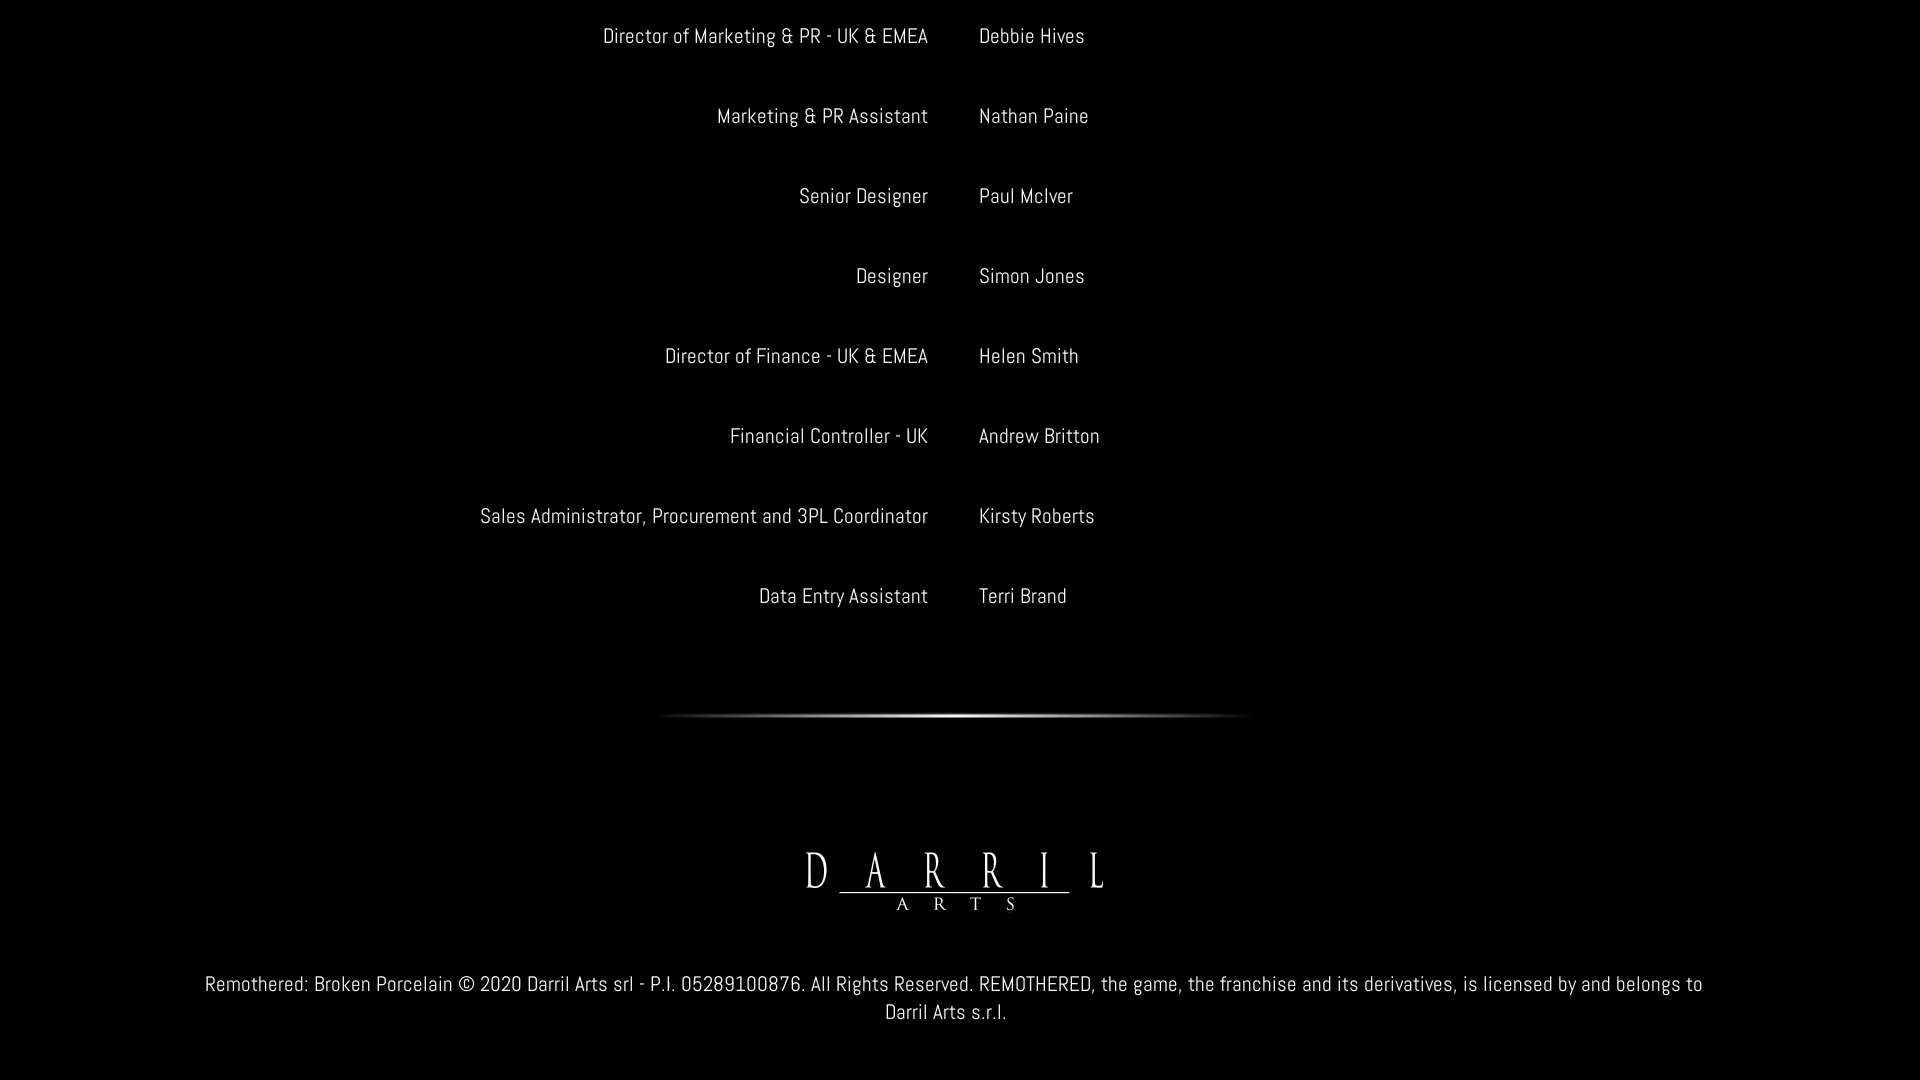 Director of Marketing & PR - UK & EMEA Debbie Hives
Marketing & PR Assistant Nathan Paine
Senior Designer Paul McIver
Designer Simon Jones
Director of Finance - UK & EMEA Helen Smith
Financial Controller - UK Andrew Britton
Sales Administrator, Procurement and 3PL Coordinator Kirsty Roberts
Data Entry Assistant Terri Brand
DARRIL
ARTS
Remothered: Broken Porcelain © 2020 Darril Arts srl - P.I. 05289100876. All Rights Reserved. REMOTHERED, the game, the franchise and its derivatives, is licensed by and belongs to
Darril Arts s.r.l.